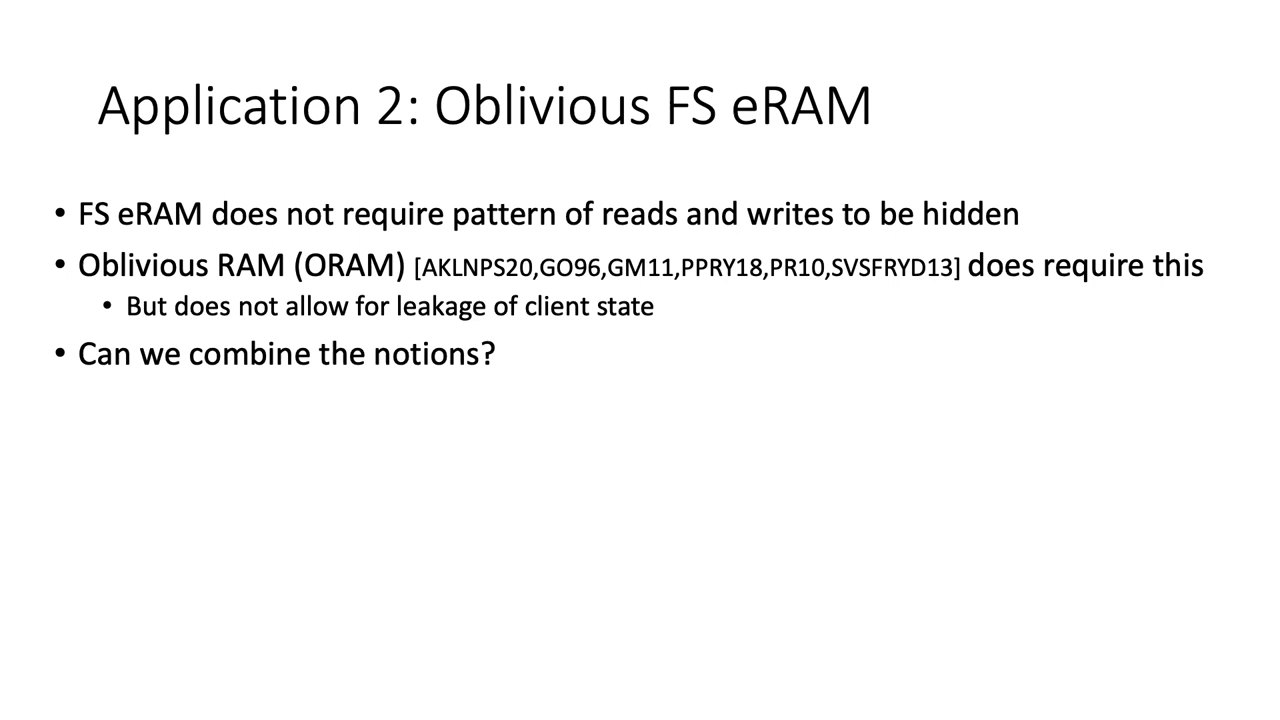 Application 2: Oblivious FS eRAM
• FS eRAM does not require pattern of reads and writes to be hidden
• Oblivious RAM (ORAM) [AKLNPS20,GO96,GM11,PPRY18,PR10,SVSFRYD13] does require this
• But does not allow for leakage of client state
• Can we combine the notions?